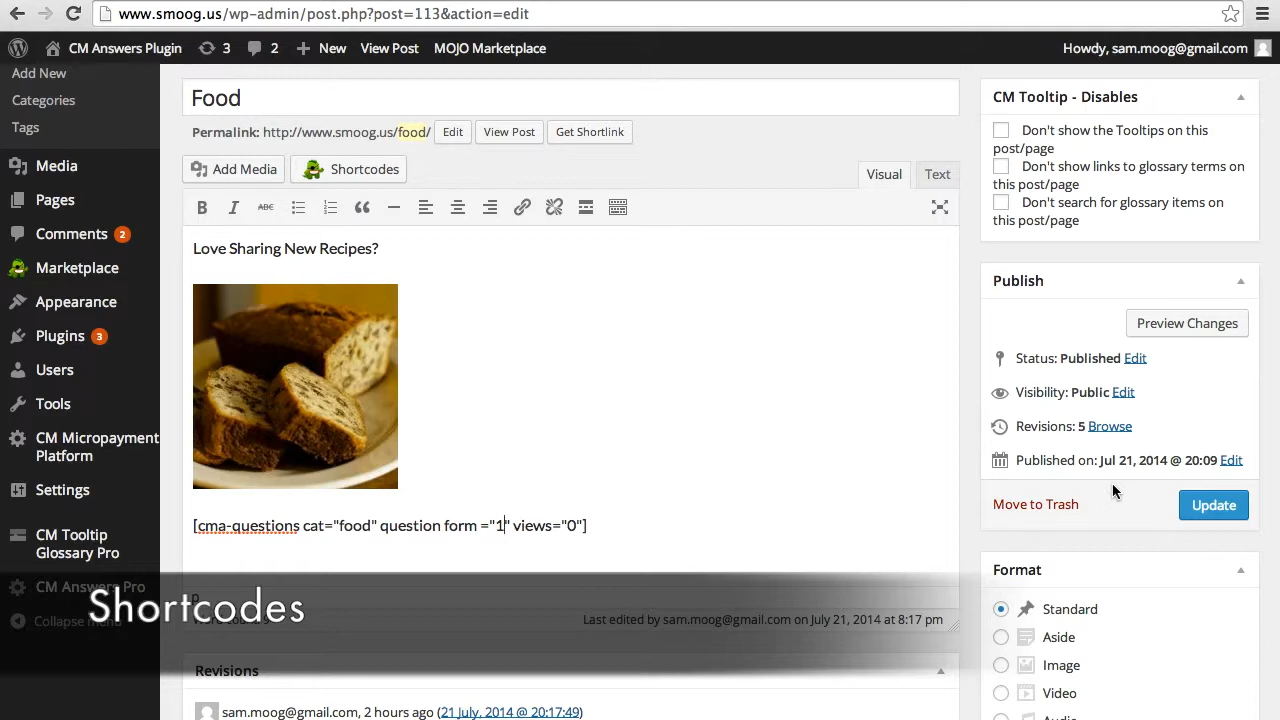 www.smoog.us/wp-admin/post.php?post=113&action=edit
CM Answers Plugin 3 2 New View Post MOJO Marketplace Howdy, sam.moog@gmail.com
Add New
Categories
Tags
Media
Pages
Comments 2
Marketplace
Appearance
Plugins 3
Users
Tools
CM Micropayment
Platform
Settings
CM Tooltip
Glossary Pro
CM Answers Pro
Collapse menu
Food
Permalink: http://www.smoog.us/food/ Edit View Post Get Shortlink
Add Media Shortcodes
Visual Text
B I ABC
Love Sharing New Recipes?
[cma-questions cat="food" question form ="1" views="0"]
p
Shortcodes
Last edited by sam.moog@gmail.com on July 21, 2014 at 8:17 pm
Revisions
sam.moog@gmail.com, 2 hours ago (21 July, 2014 @ 20:17:49)
CM Tooltip - Disables
Don't show the Tooltips on this
post/page
Don't show links to glossary terms on
this post/page
Don't search for glossary items on
this post/page
Publish
Preview Changes
Status: Published Edit
Visibility: Public Edit
Revisions: 5 Browse
Published on: Jul 21, 2014 @ 20:09 Edit
Move to Trash Update
Format
Standard
Aside
Image
Video